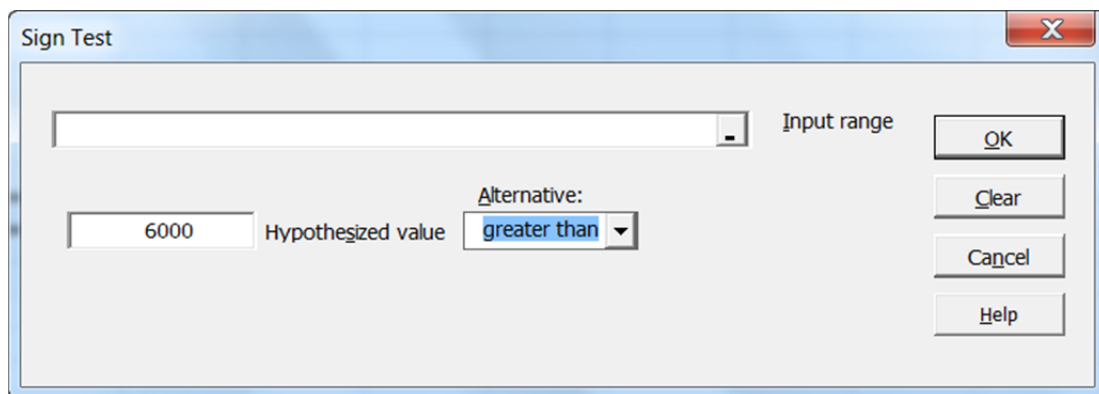 Sign Test
Input range
OK
Alternative:
Clear
6000 Hypothesized value greater than
Cancel
Help